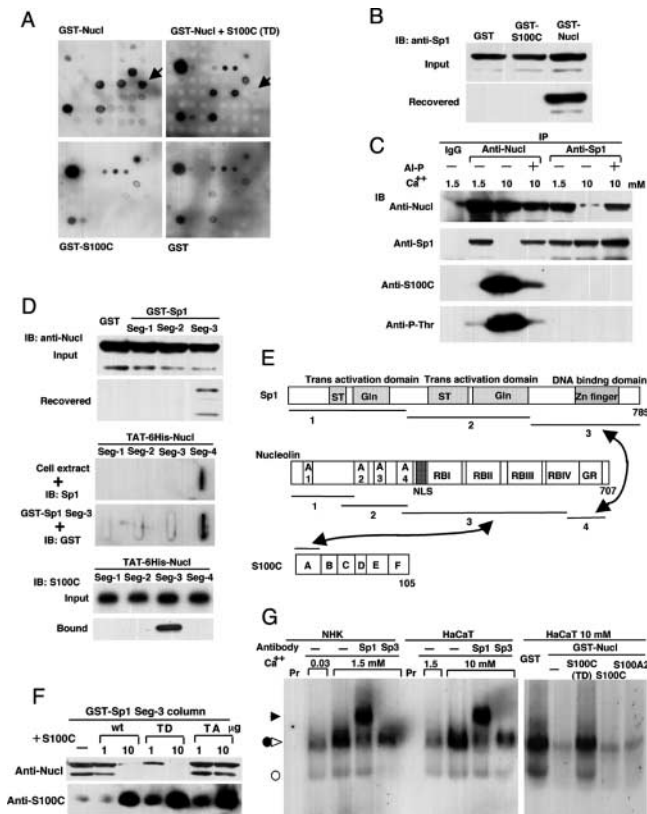 A
GST-Nucl GST-Nucl + S100C (TD)
GST-S100C GST
B
IB: anti-Sp1 GST GST-S100C GST-Nucl
Input
Recovered
C
IP
IgG Anti-Nucl Anti-Sp1
Al-P — — + — — +
Ca++ 1.5 1.5 10 10 1.5 10 10 mM
IB
Anti-Nucl
Anti-Sp1
Anti-S100C
Anti-P-Thr
D
GST-Sp1
GST Seg-1 Seg-2 Seg-3
IB: anti-Nucl
Input
Recovered
TAT-6His-Nucl
Seg-1 Seg-2 Seg-3 Seg-4
Cell extract
+
IB: Sp1
GST-Sp1 Seg-3
+
IB: GST
TAT-6His-Nucl
IB: S100C Seg-1 Seg-2 Seg-3 Seg-4
Input
Bound
E
Trans activation domain Trans activation domain DNA bindng domain
Sp1 ST Gln ST Gln Zn finger
785
1 2 3
Nucleolin
A1 A2 A3 A4 RBI RBII RBIII RBIV GR
NLS 707
1 2 3 4
S100C A B C D E F
105
F
GST-Sp1 Seg-3 column
+S100C wt TD TA µg
— 1 10 1 10 1 10
Anti-Nucl
Anti-S100C
G
NHK HaCaT HaCaT 10 mM
Antibody — — Sp1 Sp3 — — Sp1 Sp3
Ca++ Pr 0.03 1.5 mM Pr 1.5 10 mM
GST-Nucl
GST — S100C (TD) S100C S100A2